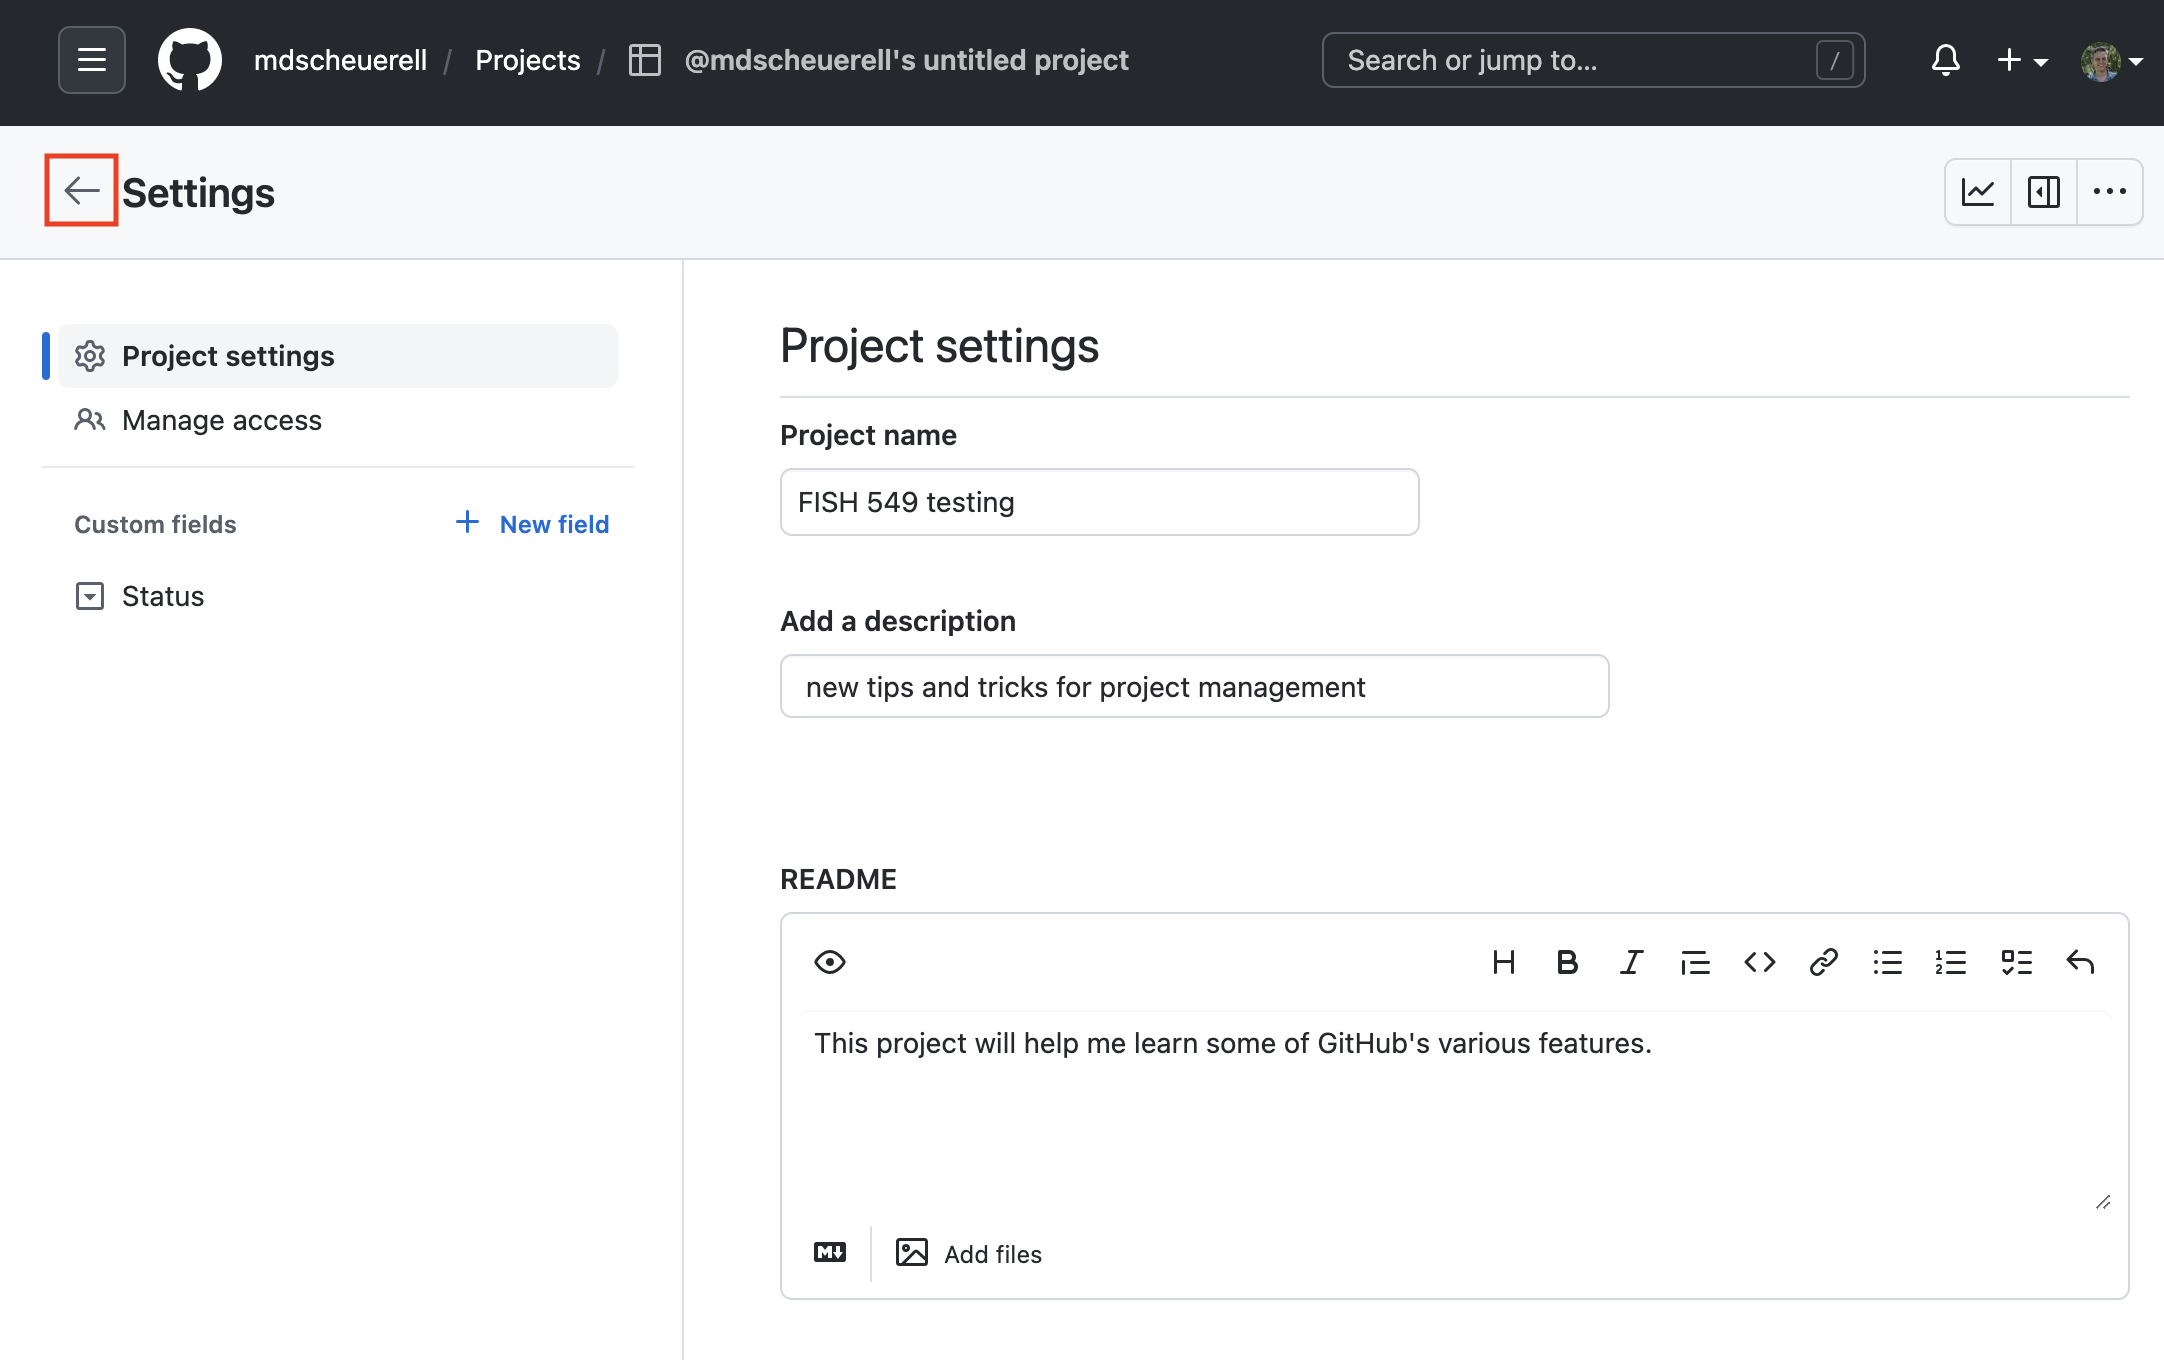 mdscheuerell / Projects / @mdscheuerell's untitled project
Search or jump to... /
Settings
Project settings
Manage access
Custom fields
New field
Status
Project settings
Project name
FISH 549 testing
Add a description
new tips and tricks for project management
README
H B I
This project will help me learn some of GitHub's various features.
M Add files